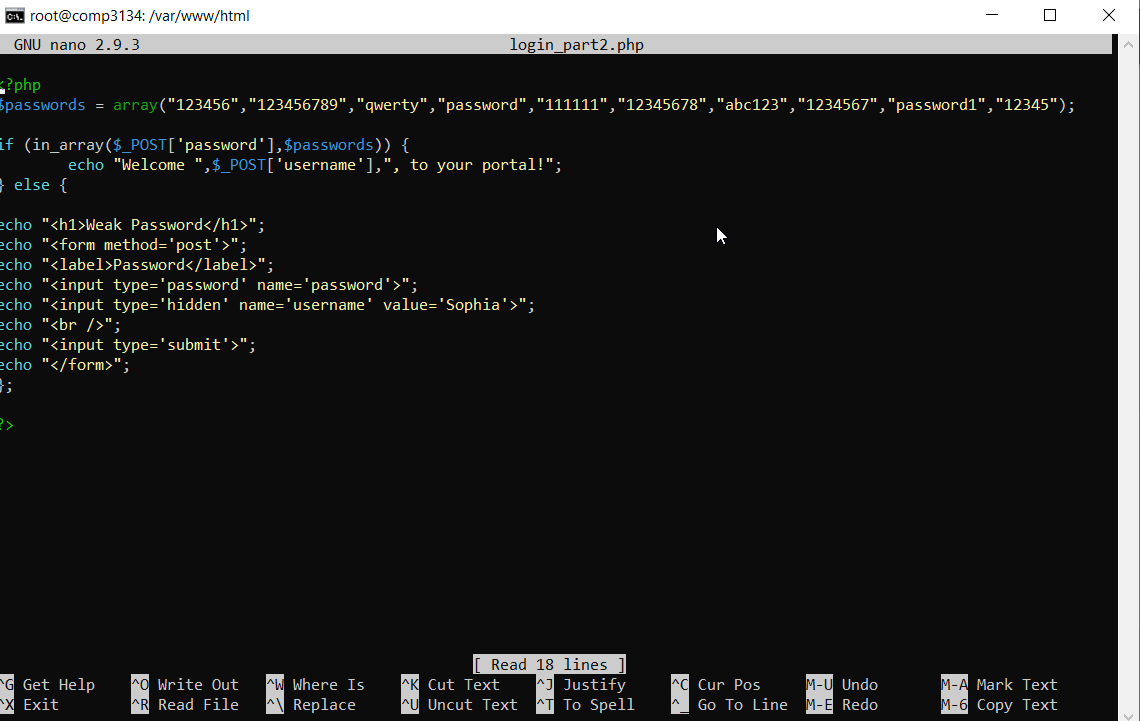 root@comp3134: /var/www/html
GNU nano 2.9.3 login_part2.php
<?php
$passwords = array("123456","123456789","qwerty","password","111111","12345678","abc123","1234567","password1","12345");
if (in_array($_POST['password'],$passwords)) {
echo "Welcome ",$_POST['username'],", to your portal!";
} else {
echo "<h1>Weak Password</h1>";
echo "<form method='post'>";
echo "<label>Password</label>";
echo "<input type='password' name='password'>";
echo "<input type='hidden' name='username' value='Sophia'>";
echo "<br />";
echo "<input type='submit'>";
echo "</form>";
};
?>
[ Read 18 lines ]
^G Get Help ^O Write Out ^W Where Is ^K Cut Text ^J Justify ^C Cur Pos M-U Undo M-A Mark Text
^X Exit ^R Read File ^\ Replace ^U Uncut Text ^T To Spell ^_ Go To Line M-E Redo M-6 Copy Text